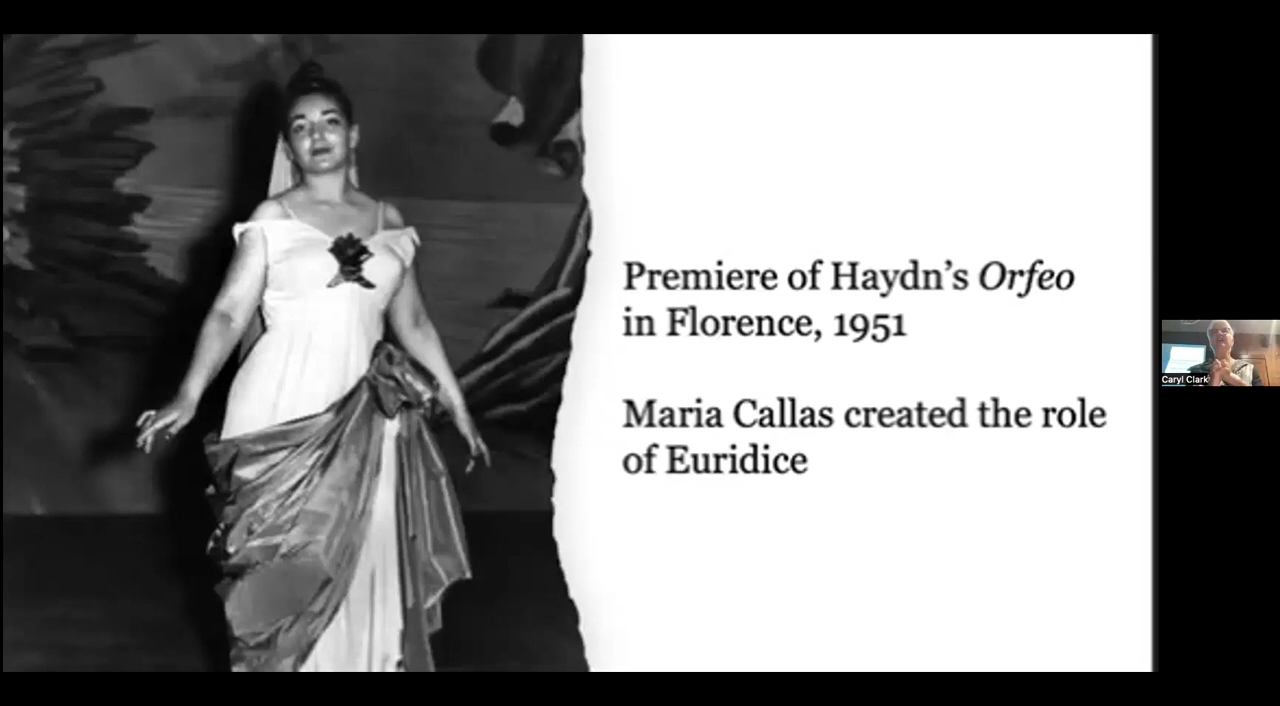 Premiere of Haydn’s Orfeo
in Florence, 1951
Maria Callas created the role
of Euridice
Caryl Clark